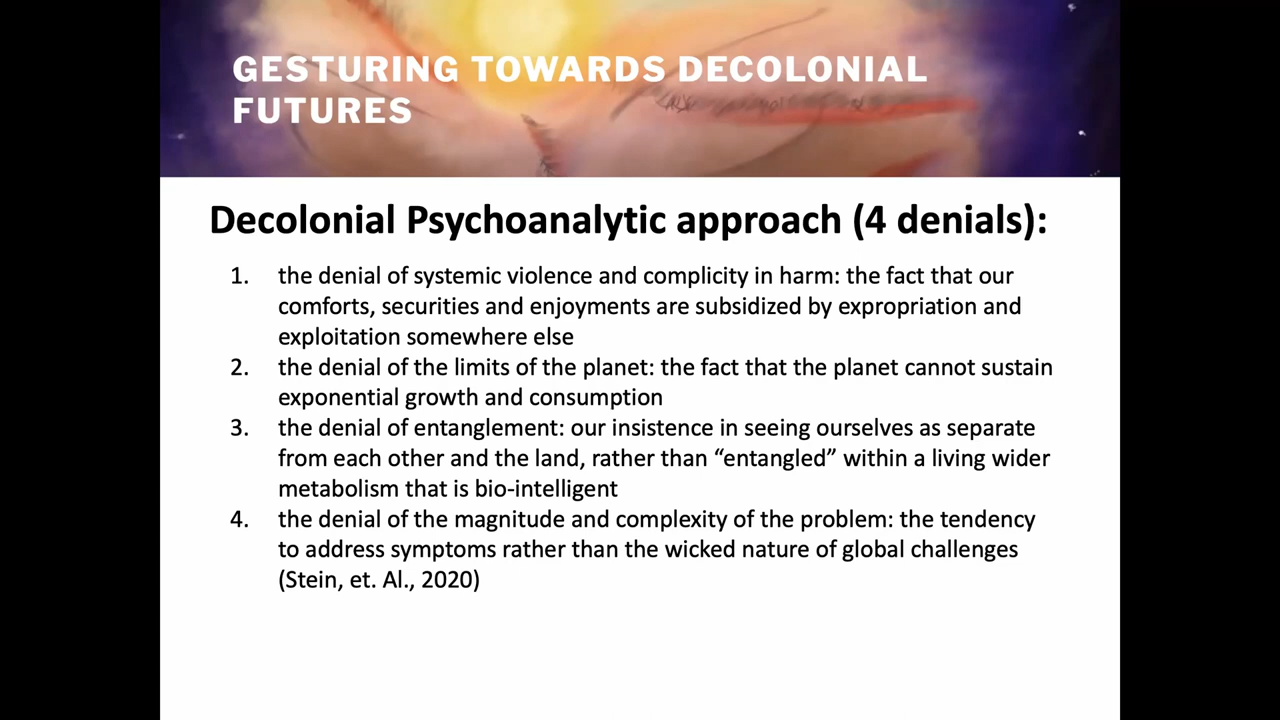 GESTURING TOWARDS DECOLONIAL
FUTURES
Decolonial Psychoanalytic approach (4 denials):
1. the denial of systemic violence and complicity in harm: the fact that our
comforts, securities and enjoyments are subsidized by expropriation and
exploitation somewhere else
2. the denial of the limits of the planet: the fact that the planet cannot sustain
exponential growth and consumption
3. the denial of entanglement: our insistence in seeing ourselves as separate
from each other and the land, rather than “entangled” within a living wider
metabolism that is bio-intelligent
4. the denial of the magnitude and complexity of the problem: the tendency
to address symptoms rather than the wicked nature of global challenges
(Stein, et. Al., 2020)